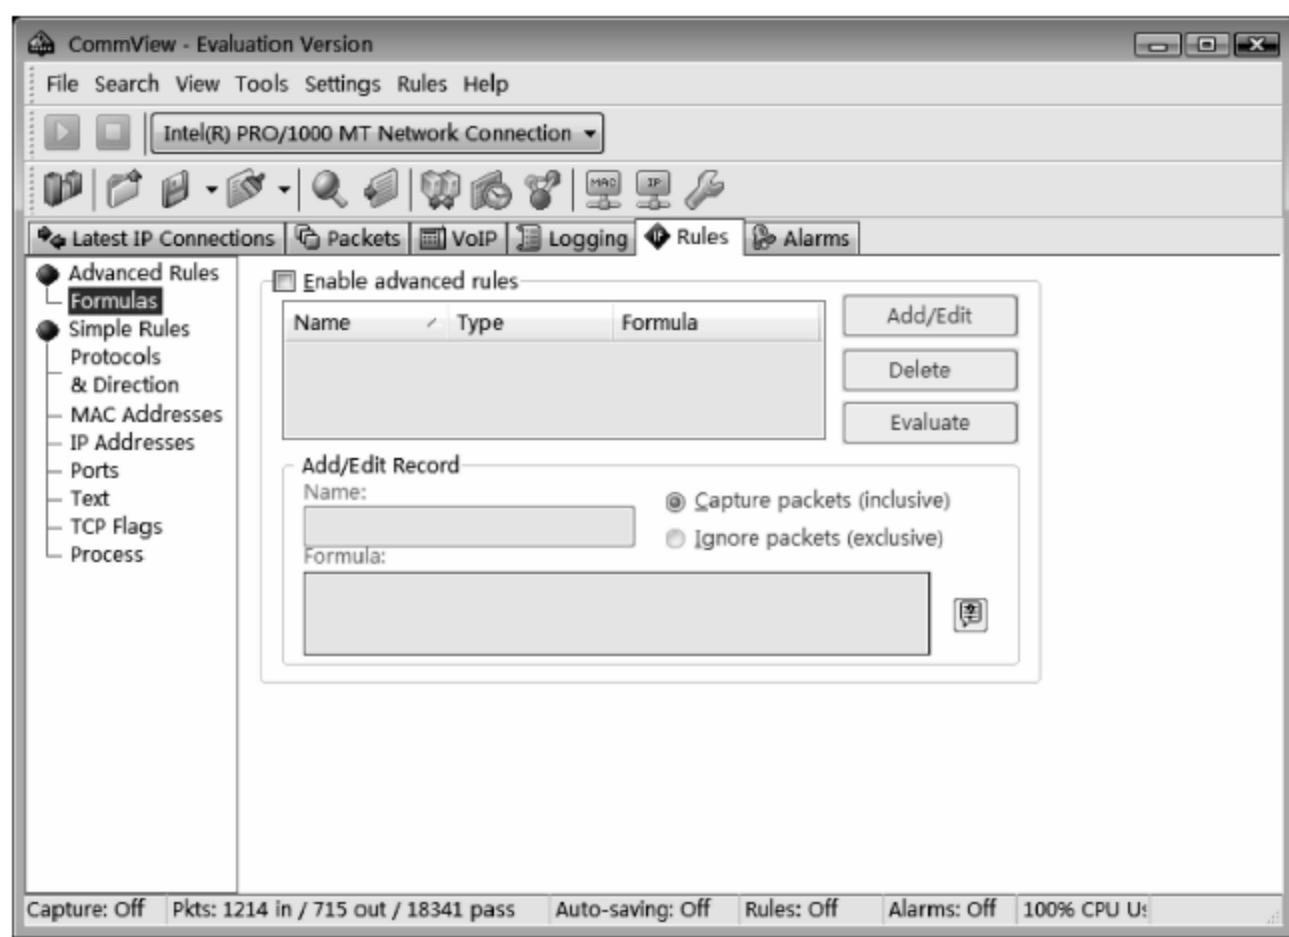 CommView - Evaluation Version
File Search View Tools Settings Rules Help
Intel(R) PRO/1000 MT Network Connection
MAC IP
Latest IP Connections Packets VoIP Logging Rules Alarms
Advanced Rules
Formulas
Simple Rules
Protocols
& Direction
MAC Addresses
IP Addresses
Ports
Text
TCP Flags
Process
Enable advanced rules
Name Type Formula
Add/Edit
Delete
Evaluate
Add/Edit Record
Name:
Capture packets (inclusive)
Ignore packets (exclusive)
Formula:
Capture: Off Pkts: 1214 in / 715 out / 18341 pass Auto-saving: Off Rules: Off Alarms: Off 100% CPU